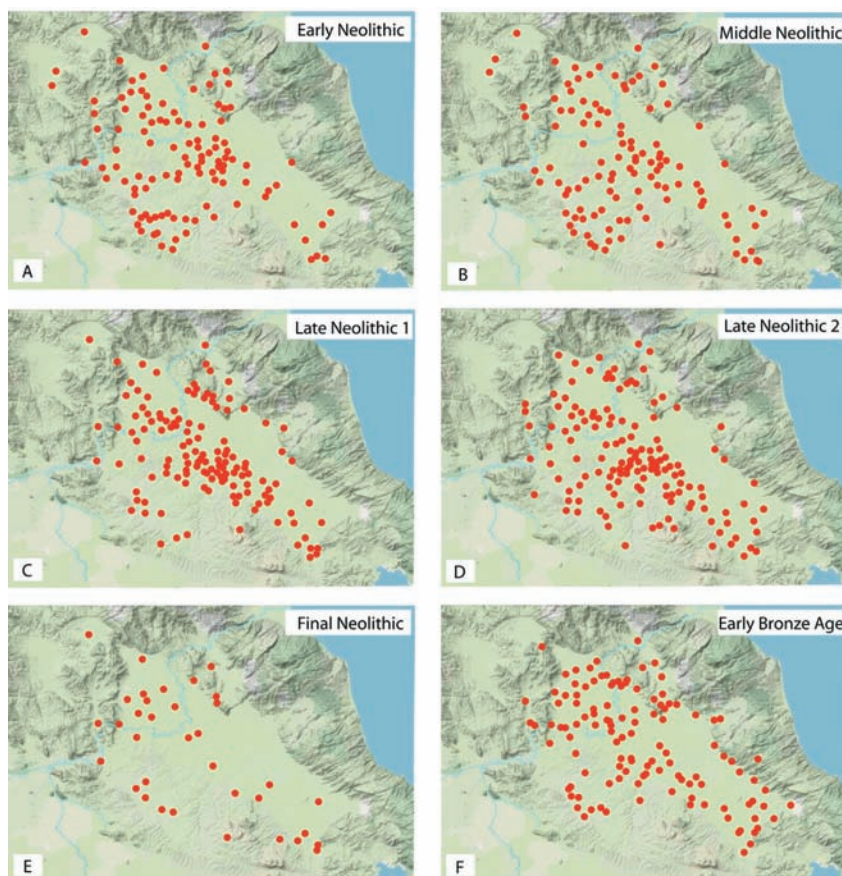 Early Neolithic
A
Middle Neolithic
B
Late Neolithic 1
C
Late Neolithic 2
D
Final Neolithic
E
Early Bronze Age
F